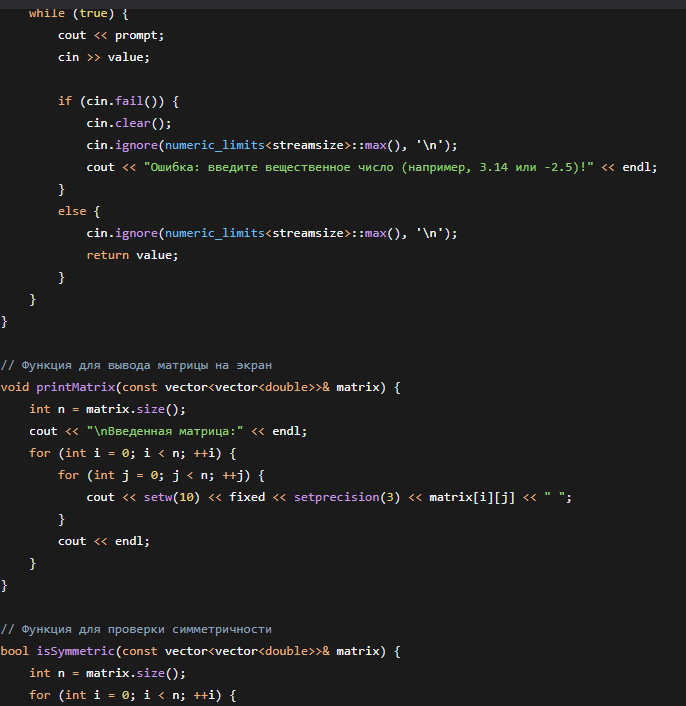 while (true) {
cout << prompt;
cin >> value;
if (cin.fail()) {
cin.clear();
cin.ignore(numeric_limits<streamsize>::max(), '\n');
cout << "Ошибка: введите вещественное число (например, 3.14 или -2.5)!" << endl;
}
else {
cin.ignore(numeric_limits<streamsize>::max(), '\n');
return value;
}
}
}
// Функция для вывода матрицы на экран
void printMatrix(const vector<vector<double>>& matrix) {
int n = matrix.size();
cout << "\nВведенная матрица:" << endl;
for (int i = 0; i < n; ++i) {
for (int j = 0; j < n; ++j) {
cout << setw(10) << fixed << setprecision(3) << matrix[i][j] << " ";
}
cout << endl;
}
}
// Функция для проверки симметричности
bool isSymmetric(const vector<vector<double>>& matrix) {
int n = matrix.size();
for (int i = 0; i < n; ++i) {